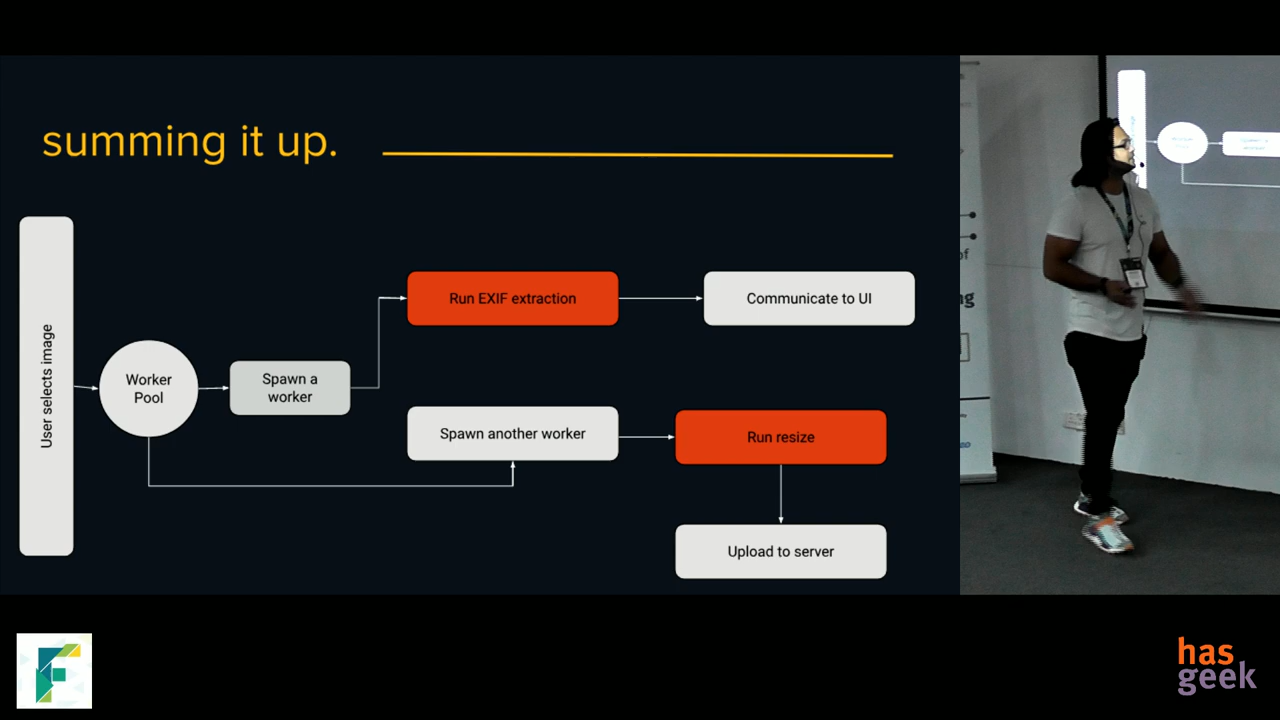 summing it up.
User selects image
Worker
Pool
Spawn a
worker
Run EXIF extraction
Communicate to UI
Spawn another worker
Run resize
Upload to server
has
geek